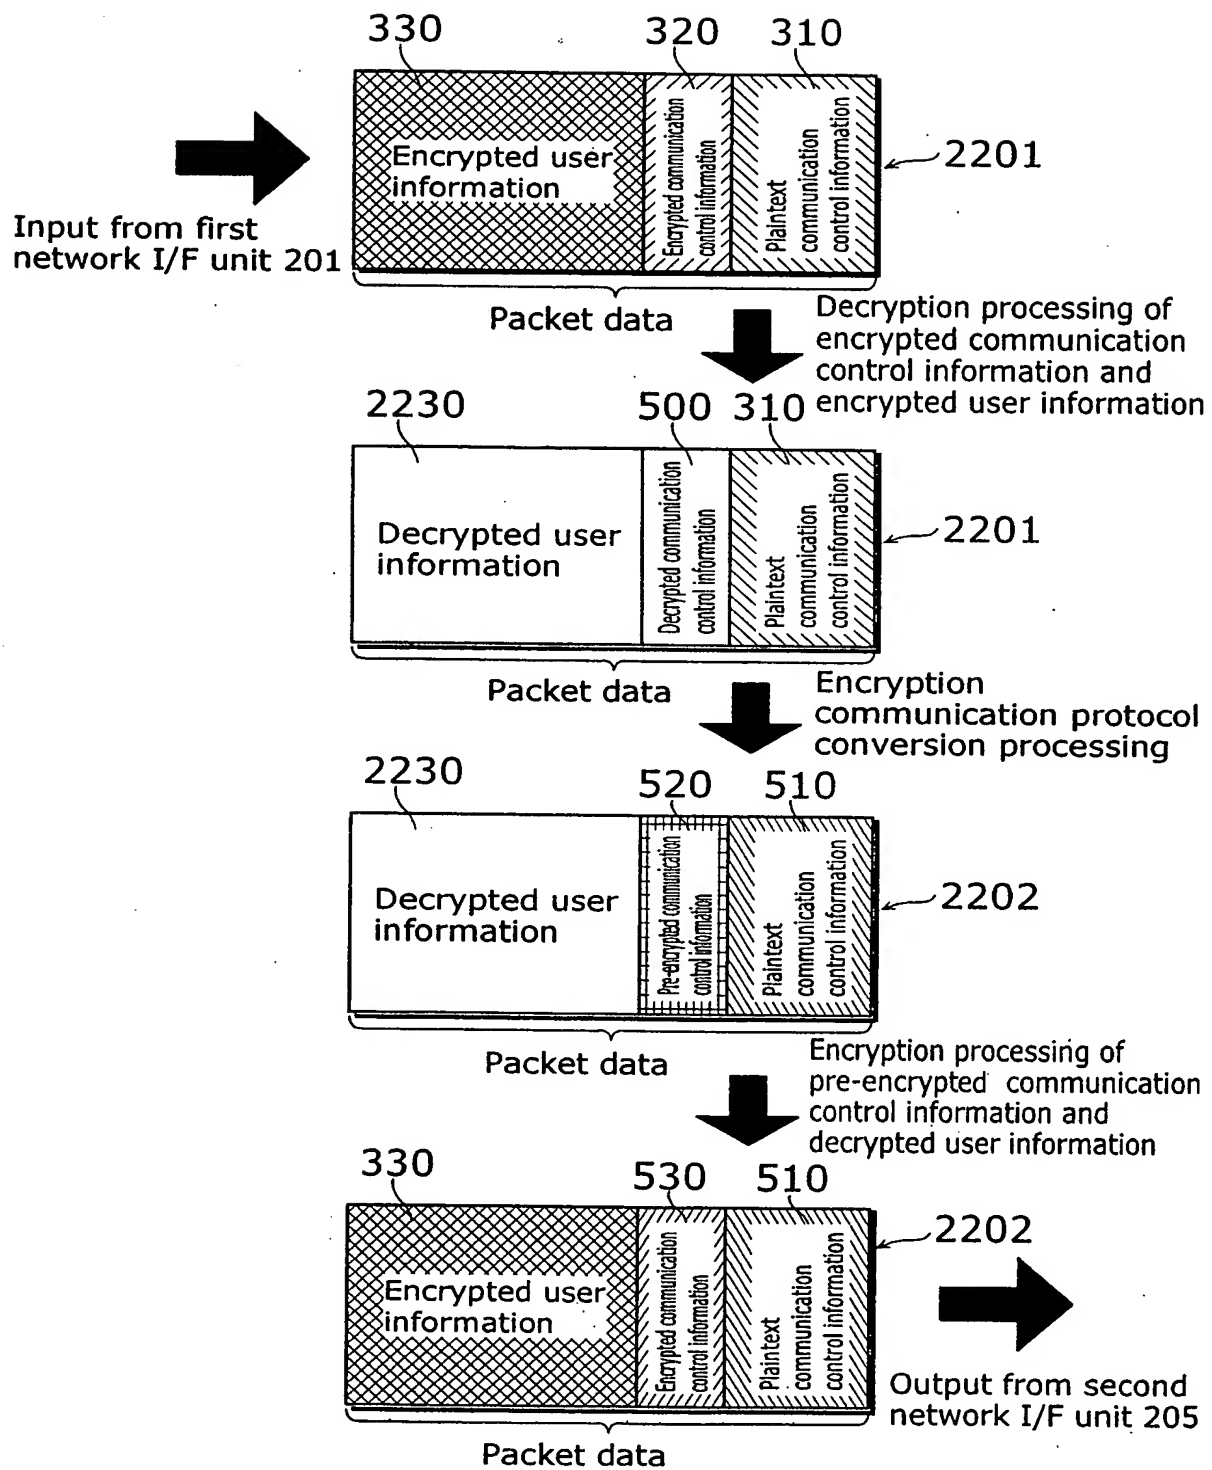 330
320
310
Encrypted user
information
Encrypted communication
control information
Plaintext
communication
control information
2201
Input from first
network I/F unit 201
Packet data
Decryption processing of
encrypted communication
control information and
encrypted user information
2230
500
310
Decrypted user
information
Decrypted communication
control information
Plaintext
communication
control information
2201
Packet data
Encryption
communication protocol
conversion processing
2230
520
510
Decrypted user
information
Pre-encrypted communication
control information
Plaintext
communication
control information
2202
Packet data
Encryption processing of
pre-encrypted communication
control information and
decrypted user information
330
530
510
Encrypted user
information
Encrypted communication
control information
Plaintext
communication
control information
2202
Output from second
network I/F unit 205
Packet data